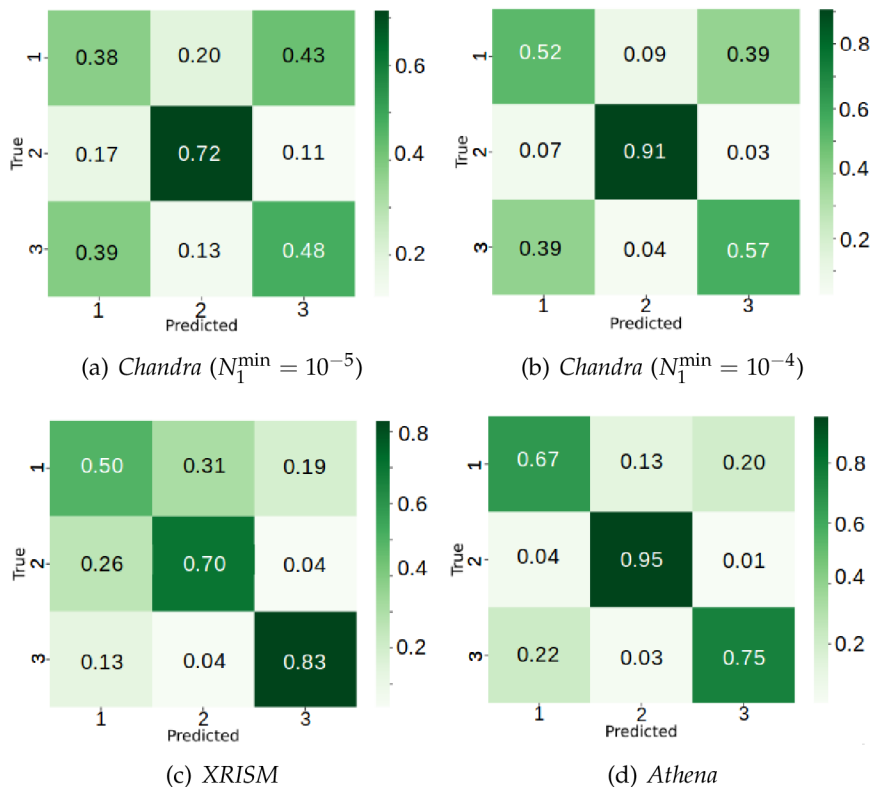 1 0.38 0.20 0.43
True 2 0.17 0.72 0.11
3 0.39 0.13 0.48
1 2 3
Predicted
0.6
0.4
0.2
(a) Chandra (N₁ᵐⁱⁿ = 10⁻⁵)
1 0.52 0.09 0.39
True 2 0.07 0.91 0.03
3 0.39 0.04 0.57
1 2 3
Predicted
0.8
0.6
0.4
0.2
(b) Chandra (N₁ᵐⁱⁿ = 10⁻⁴)
1 0.50 0.31 0.19
True 2 0.26 0.70 0.04
3 0.13 0.04 0.83
1 2 3
Predicted
0.8
0.6
0.4
0.2
(c) XRISM
1 0.67 0.13 0.20
True 2 0.04 0.95 0.01
3 0.22 0.03 0.75
1 2 3
Predicted
0.8
0.6
0.4
0.2
(d) Athena